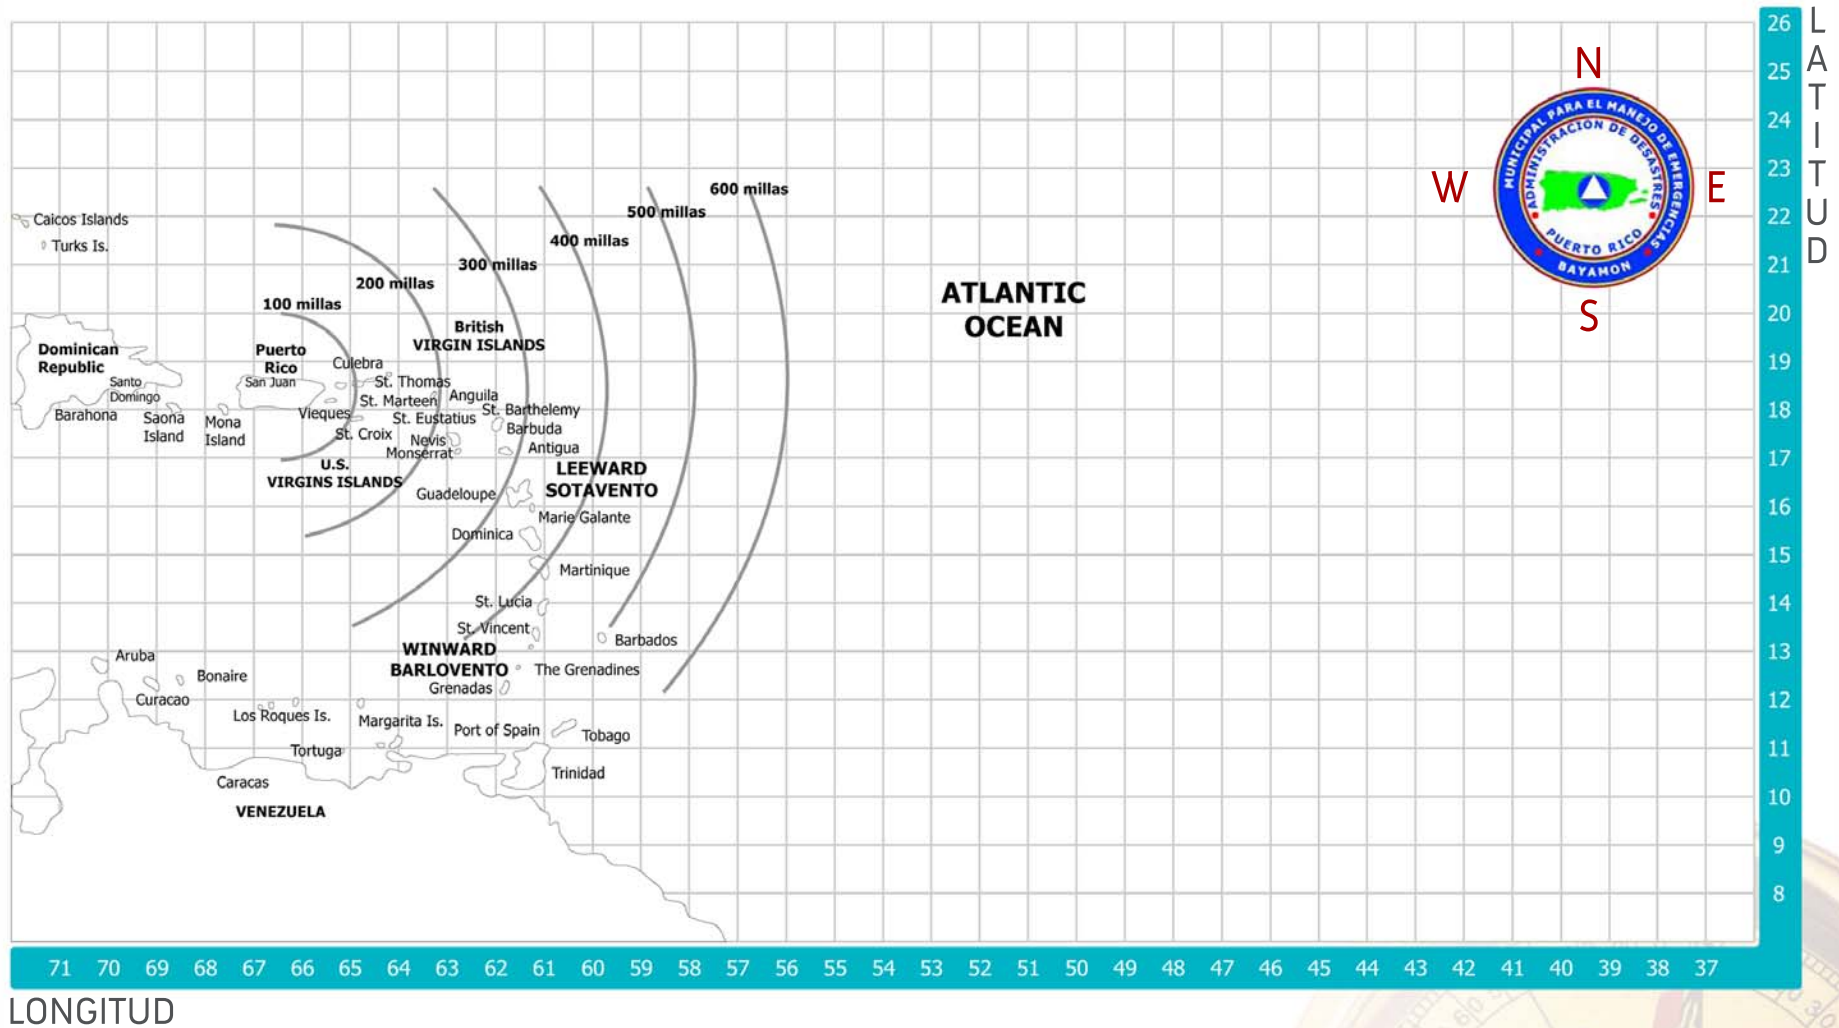 26
L
A
T
I
T
U
D
25
24
23
22
21
20
19
18
17
16
15
14
13
12
11
10
9
8
N
W
E
S
MUNICIPAL PARA EL MANEJO DE EMERGENCIAS
ADMINISTRACION DE DESASTRES
PUERTO RICO
BAYAMON
600 millas
500 millas
400 millas
300 millas
200 millas
100 millas
Caicos Islands
Turks Is.
ATLANTIC
OCEAN
British
VIRGIN ISLANDS
Dominican
Republic
Puerto
Rico
San Juan
Culebra
Santo
Domingo
St. Thomas
St. Marteen
Anguila
Barahona
Saona
Island
Mona
Island
Vieques
St. Eustatius
St. Barthelemy
Barbuda
St. Croix
Nevis
Monserrat
Antigua
U.S.
VIRGINS ISLANDS
LEEWARD
SOTAVENTO
Guadeloupe
Marie Galante
Dominica
Martinique
St. Lucia
St. Vincent
Barbados
WINWARD
BARLOVENTO
The Grenadines
Grenadas
Aruba
Bonaire
Curacao
Los Roques Is.
Margarita Is.
Port of Spain
Tobago
Tortuga
Trinidad
Caracas
VENEZUELA
71 70 69 68 67 66 65 64 63 62 61 60 59 58 57 56 55 54 53 52 51 50 49 48 47 46 45 44 43 42 41 40 39 38 37
LONGITUD